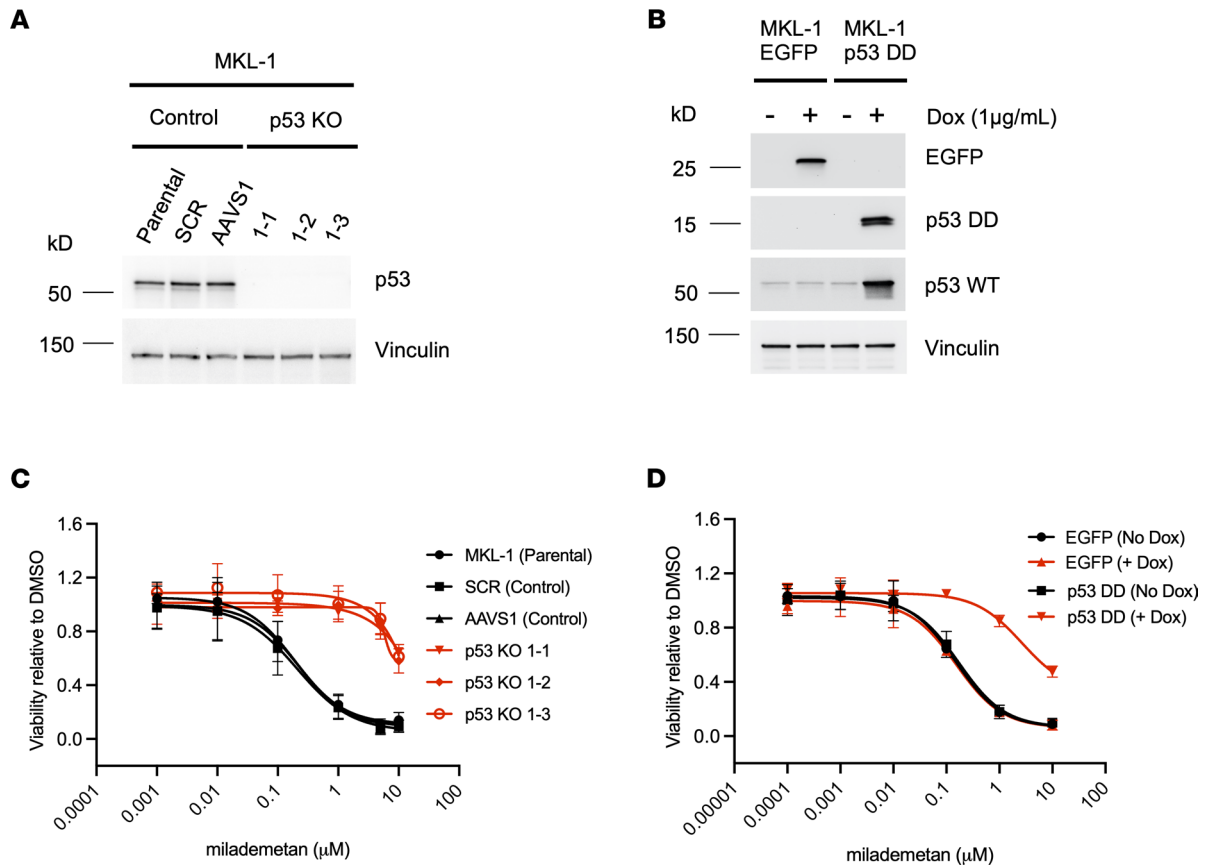 A
MKL-1
Control p53 KO
Parental SCR AAVS1 1-1 1-2 1-3
kD
50 p53
150 Vinculin
B
MKL-1 MKL-1
EGFP p53 DD
kD - + - + Dox (1μg/mL)
25 EGFP
15 p53 DD
50 p53 WT
150 Vinculin
C
Viability relative to DMSO
1.6
1.2
0.8
0.4
0.0
0.0001 0.001 0.01 0.1 1 10 100
milademetan (μM)
MKL-1 (Parental)
SCR (Control)
AAVS1 (Control)
p53 KO 1-1
p53 KO 1-2
p53 KO 1-3
D
Viability relative to DMSO
1.6
1.2
0.8
0.4
0.0
0.00001 0.0001 0.001 0.01 0.1 1 10 100
milademetan (μM)
EGFP (No Dox)
EGFP (+ Dox)
p53 DD (No Dox)
p53 DD (+ Dox)